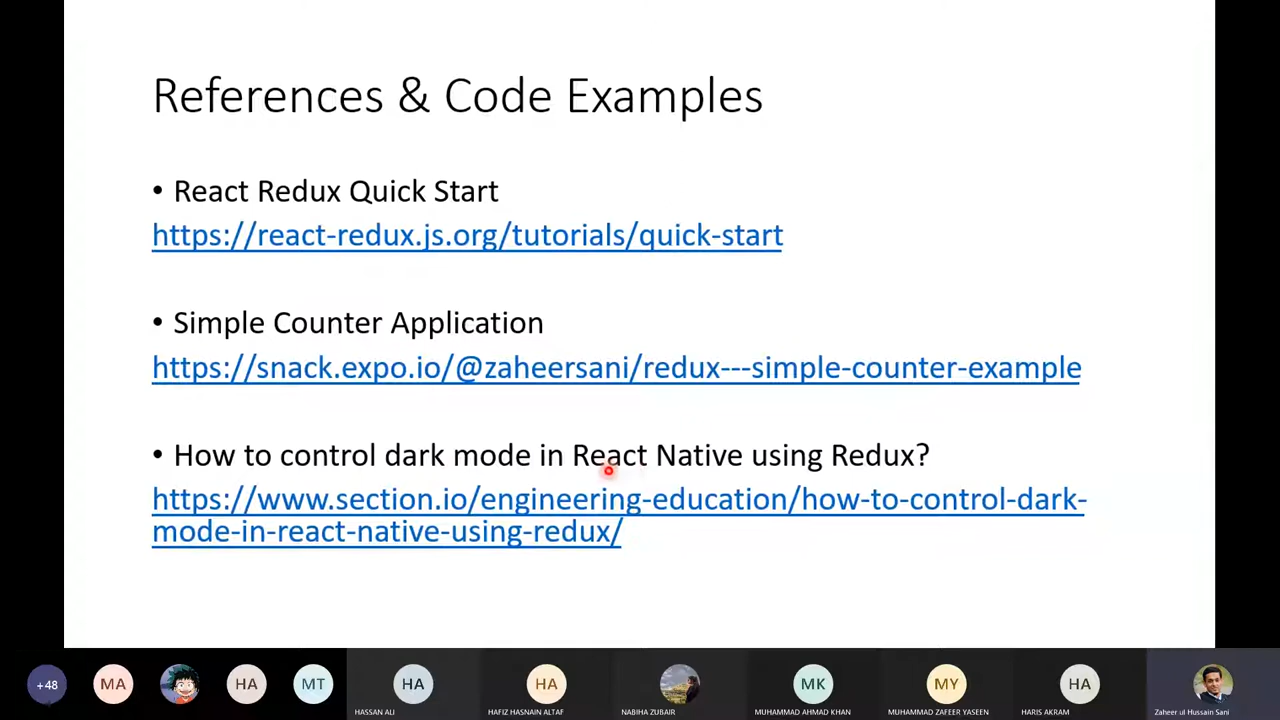 References & Code Examples
• React Redux Quick Start
https://react-redux.js.org/tutorials/quick-start
• Simple Counter Application
https://snack.expo.io/@zaheersani/redux---simple-counter-example
• How to control dark mode in React Native using Redux?
https://www.section.io/engineering-education/how-to-control-dark-
mode-in-react-native-using-redux/
+48 MA HA MT HA HA MK MY HA
HASSAN ALI HAFIZ HASNAIN ALTAF NABIHA ZUBAIR MUHAMMAD AHMAD KHAN MUHAMMAD ZAFEER YASEEN HARIS AKRAM Zaheer ul Hussain Sani